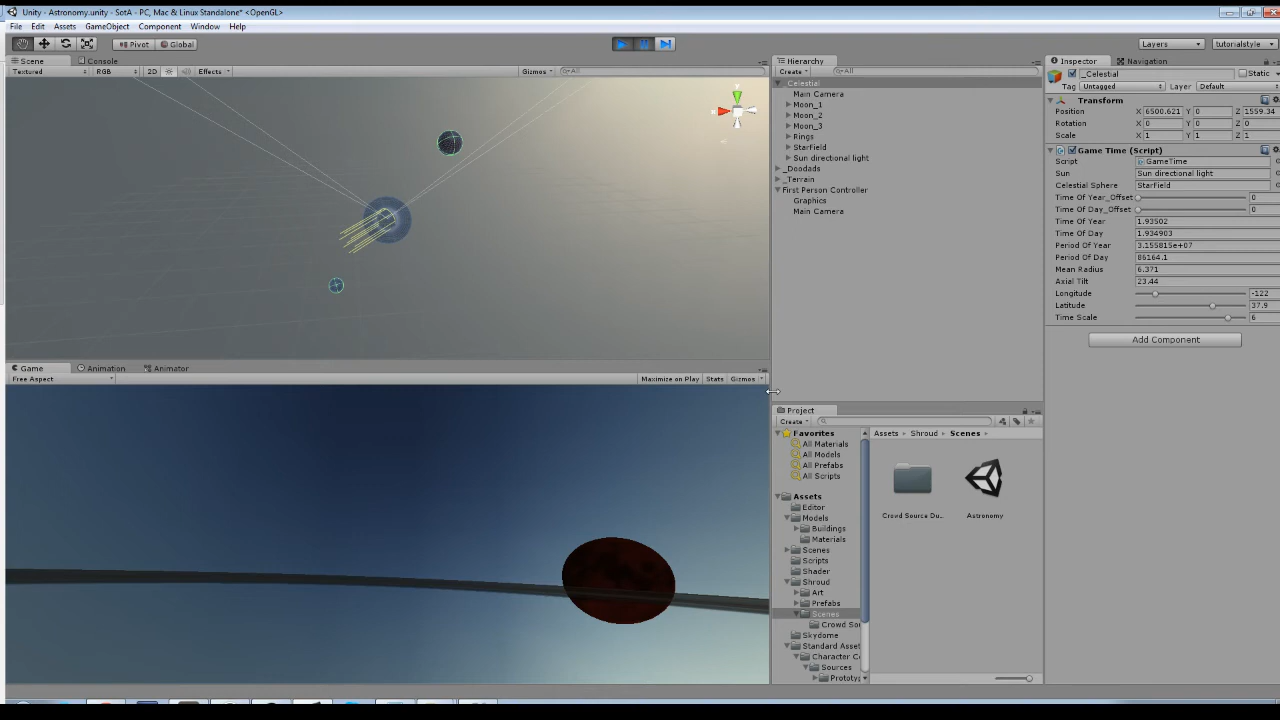 Unity - Astronomy.unity - SotA - PC, Mac & Linux Standalone* <OpenGL>
File Edit Assets GameObject Component Window Help
Pivot Global Layers tutorialstyle
Scene Console
Textured RGB 2D Effects Gizmos All
Game Animation Animator
Free Aspect Maximize on Play Stats Gizmos
Hierarchy
Create All
_Celestial
Main Camera
Moon_1
Moon_2
Moon_3
Rings
StarField
Sun directional light
_Doodads
_Terrain
First Person Controller
Graphics
Main Camera
Project
Create
Favorites
All Materials
All Models
All Prefabs
All Scripts
Assets
Editor
Models
Buildings
Materials
Scenes
Scripts
Shader
Shroud
Art
Prefabs
Scenes
Crowd Sou
Skydome
Standard Asset
Character C
Sources
Prototyp
Assets Shroud Scenes
Crowd Source Du...
Astronomy
Inspector Navigation
_Celestial Static
Tag Untagged Layer Default
Transform
Position X 6500.621 Y 0 Z 1559.34
Rotation X 0 Y 0 Z 0
Scale X 1 Y 1 Z 1
Game Time (Script)
Script GameTime
Sun Sun directional light
Celestial Sphere StarField
Time Of Year_Offset 0
Time Of Day_Offset 0
Time Of Year 1.93502
Time Of Day 1.934903
Period Of Year 3.155815e+07
Period Of Day 86164.1
Mean Radius 6.371
Axial Tilt 23.44
Longitude -122
Latitude 37.9
Time Scale 6
Add Component